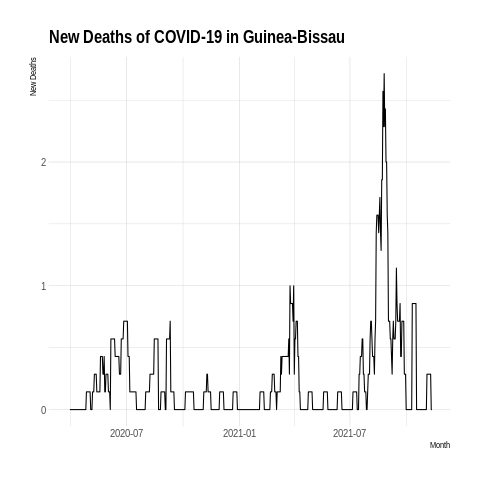 New Deaths of COVID-19 in Guinea-Bissau
New Deaths
2
1
0
2020-07
2021-01
2021-07
Month